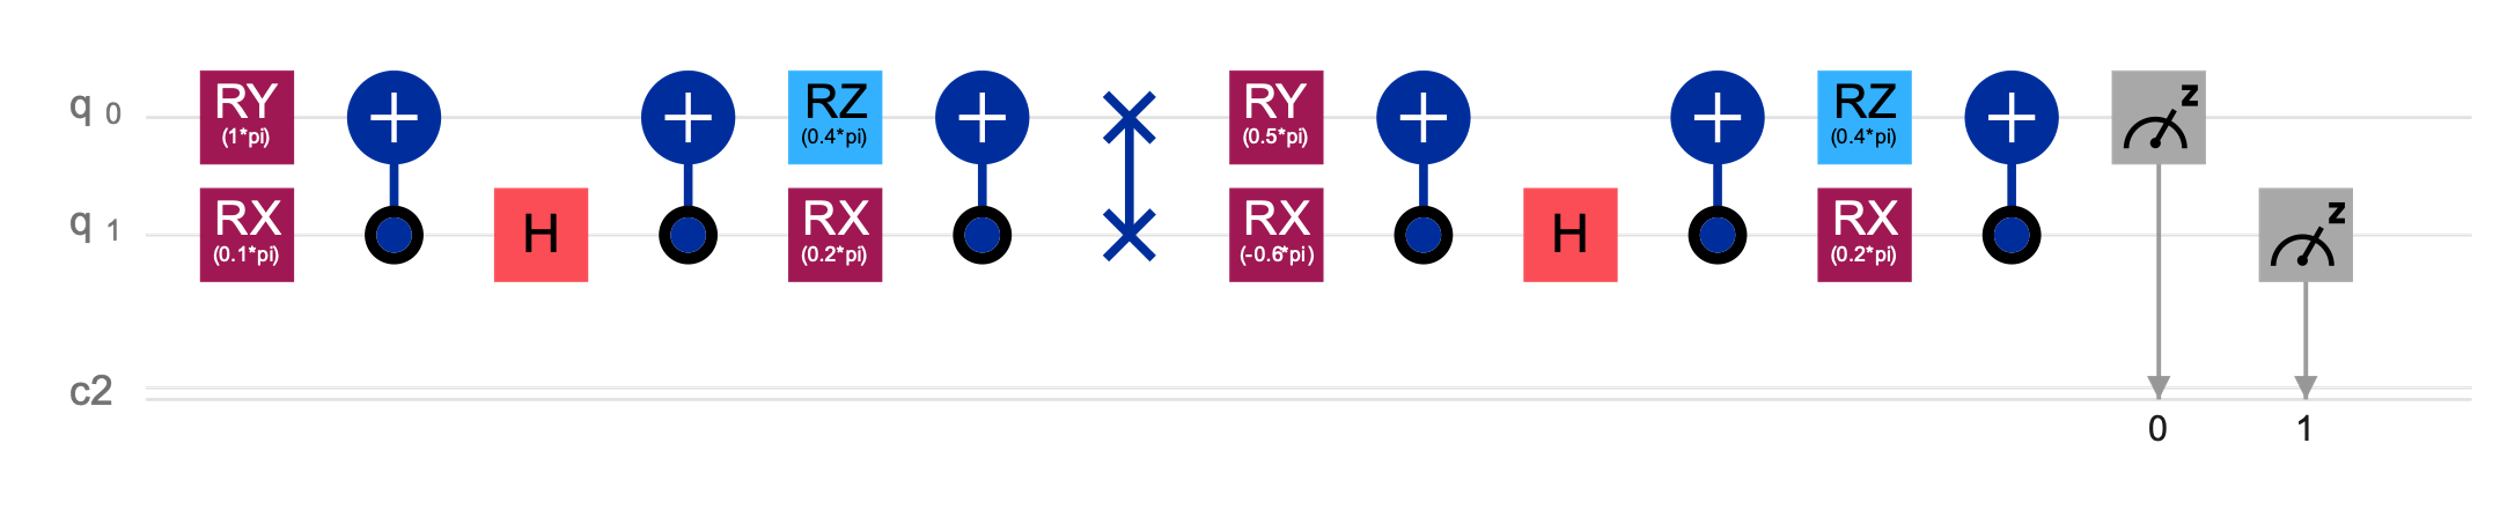 q 0 RY (1*pi) RZ (0.4*pi) RY (0.5*pi) RZ (0.4*pi) z
q 1 RX (0.1*pi) H RX (0.2*pi) RX (-0.6*pi) H RX (0.2*pi) z
c2
0 1